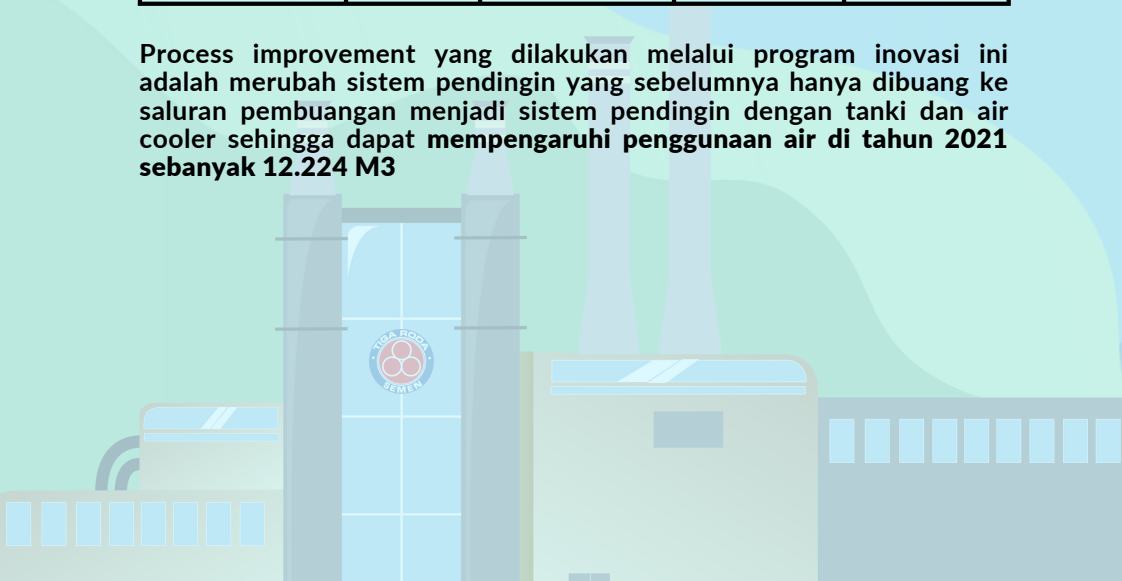 Process improvement yang dilakukan melalui program inovasi ini
adalah merubah sistem pendingin yang sebelumnya hanya dibuang ke
saluran pembuangan menjadi sistem pendingin dengan tanki dan air
cooler sehingga dapat mempengaruhi penggunaan air di tahun 2021
sebanyak 12.224 M3
TIGA RODA
SEMEN